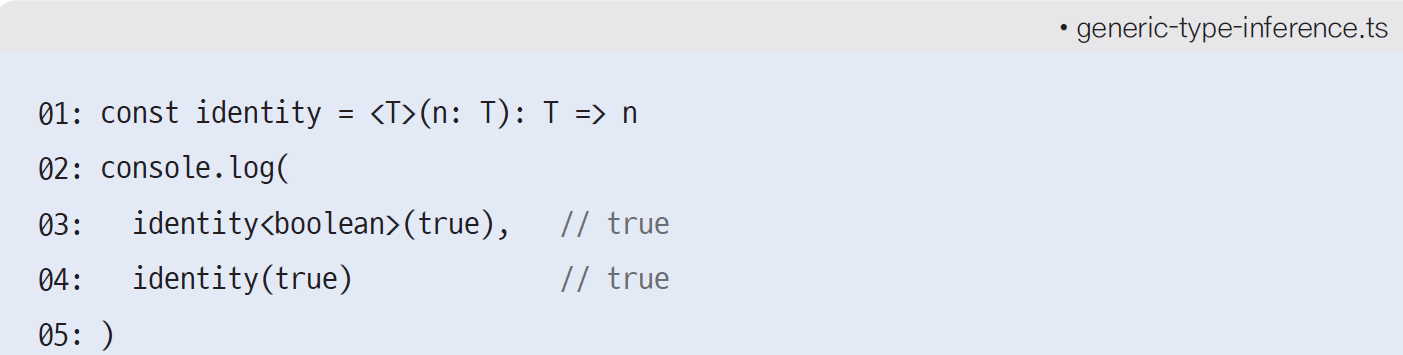 • generic-type-inference.ts
01: const identity = <T>(n: T): T => n
02: console.log(
03:   identity<boolean>(true),   // true
04:   identity(true)             // true
05: )